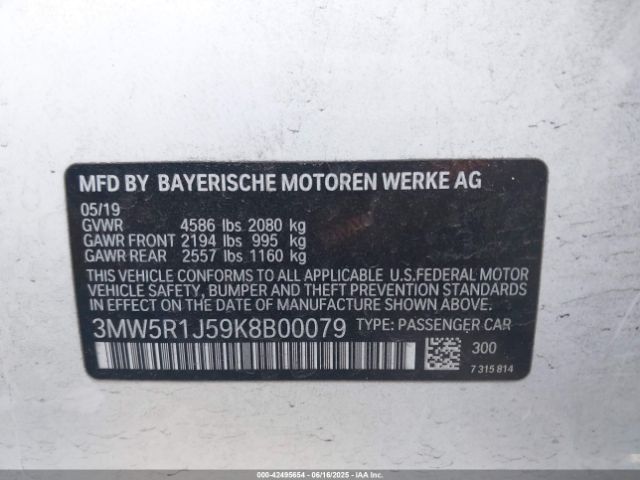 MFD BY BAYERISCHE MOTOREN WERKE AG
05/19
GVWR 4586 lbs 2080 kg
GAWR FRONT 2194 lbs 995 kg
GAWR REAR 2557 lbs 1160 kg
THIS VEHICLE CONFORMS TO ALL APPLICABLE U.S.FEDERAL MOTOR
VEHICLE SAFETY, BUMPER AND THEFT PREVENTION STANDARDS
IN EFFECT ON THE DATE OF MANUFACTURE SHOWN ABOVE.
3MW5R1J59K8B00079 TYPE: PASSENGER CAR
300
7 315 814
000-42495654 | 06/16/2025 | IAAI.COM